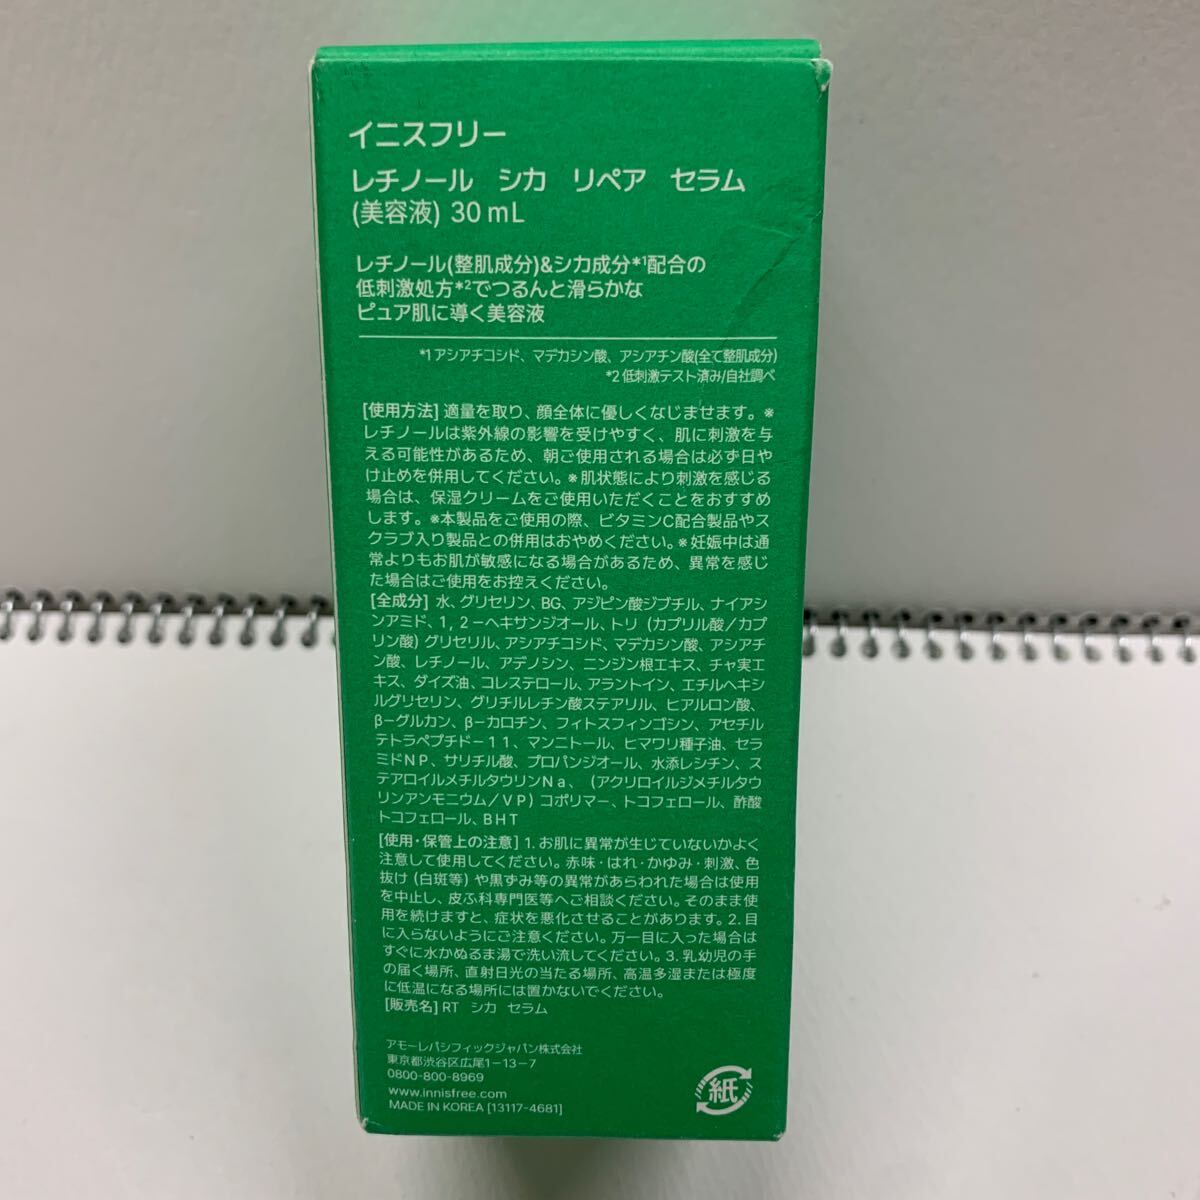 イニスフリー
レチノール シカ リペア セラム
(美容液) 30 mL
レチノール(整肌成分)&シカ成分*1配合の
低刺激処方*2でつるんと滑らかな
ピュア肌に導く美容液
*1 アシアチコシド、マデカシン酸、アシアチン酸(全て整肌成分)
*2 低刺激テスト済み/自社調べ
[使用方法] 適量を取り、顔全体に優しくなじませます。※
レチノールは紫外線の影響を受けやすく、肌に刺激を与
える可能性があるため、朝ご使用される場合は必ず日や
け止めを併用してください。※肌状態により刺激を感じる
場合は、保湿クリームをご使用いただくことをおすすめ
します。※本製品をご使用の際、ビタミンC配合製品やス
クラブ入り製品との併用はおやめください。※妊娠中は通
常よりもお肌が敏感になる場合があるため、異常を感じ
た場合はご使用をお控えください。
[全成分] 水、グリセリン、BG、アジピン酸ジブチル、ナイアシ
ンアミド、1, 2-ヘキサンジオール、トリ (カプリル酸/カプ
リン酸) グリセリル、アシアチコシド、マデカシン酸、アシアチ
ン酸、レチノール、アデノシン、ニンジン根エキス、チャ実エ
キス、ダイズ油、コレステロール、アラントイン、エチルヘキシ
ルグリセリン、グリチルレチン酸ステアリル、ヒアルロン酸、
β-グルカン、β-カロチン、フィトスフィンゴシン、アセチル
テトラペプチド-11、マンニトール、ヒマワリ種子油、セラ
ミドNP、サリチル酸、プロパンジオール、水添レシチン、ス
テアロイルメチルタウリンNa、 (アクリロイルジメチルタウ
リンアンモニウム/VP) コポリマー、トコフェロール、酢酸
トコフェロール、BHT
[使用・保管上の注意] 1. お肌に異常が生じていないかよく
注意して使用してください。赤味・はれ・かゆみ・刺激、色
抜け (白斑等) や黒ずみ等の異常があらわれた場合は使用
を中止し、皮ふ科専門医等へご相談ください。そのまま使
用を続けますと、症状を悪化させることがあります。2. 目
に入らないようにご注意ください。万一目に入った場合は
すぐに水かぬるま湯で洗い流してください。3. 乳幼児の手
の届く場所、直射日光の当たる場所、高温多湿または極度
に低温になる場所には置かないでください。
[販売名] RT シカ セラム
アモーレパシフィックジャパン株式会社
東京都渋谷区広尾1-13-7
0800-800-8969
www.innisfree.com
MADE IN KOREA [13117-4681]
紙